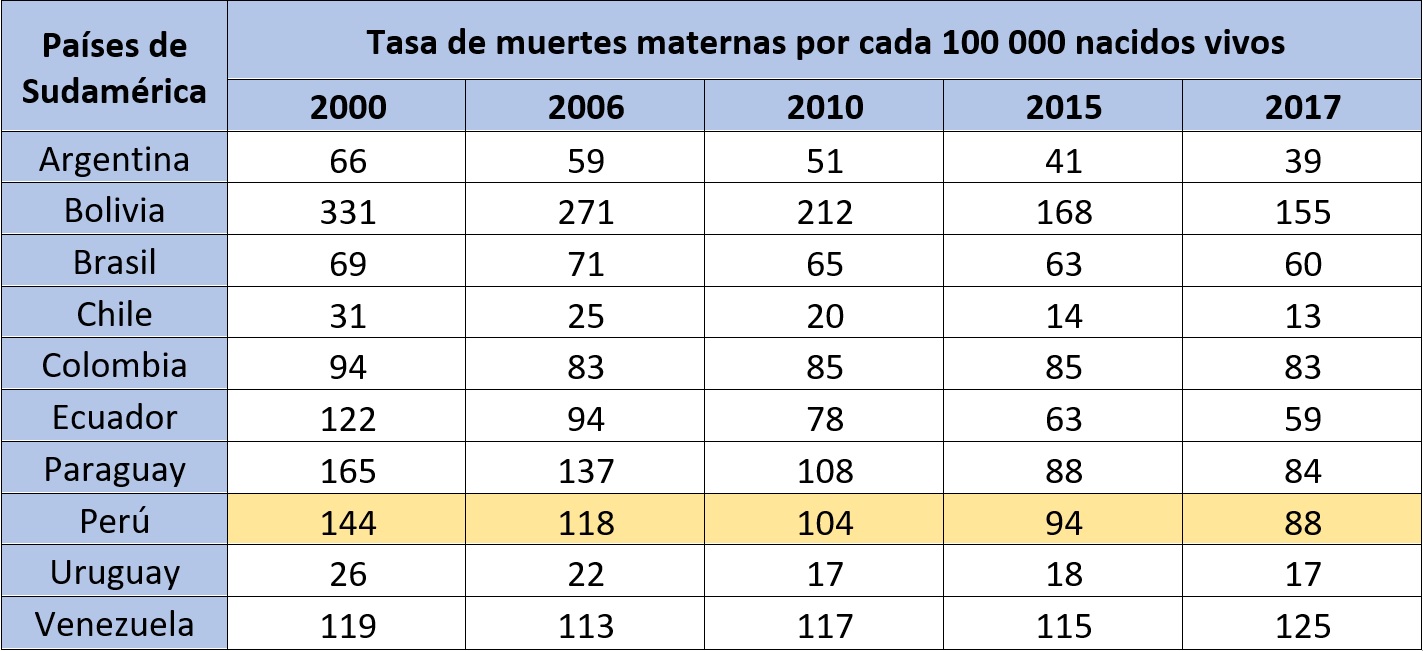 Países de Sudamérica Tasa de muertes maternas por cada 100 000 nacidos vivos
2000 2006 2010 2015 2017
Argentina 66 59 51 41 39
Bolivia 331 271 212 168 155
Brasil 69 71 65 63 60
Chile 31 25 20 14 13
Colombia 94 83 85 85 83
Ecuador 122 94 78 63 59
Paraguay 165 137 108 88 84
Perú 144 118 104 94 88
Uruguay 26 22 17 18 17
Venezuela 119 113 117 115 125